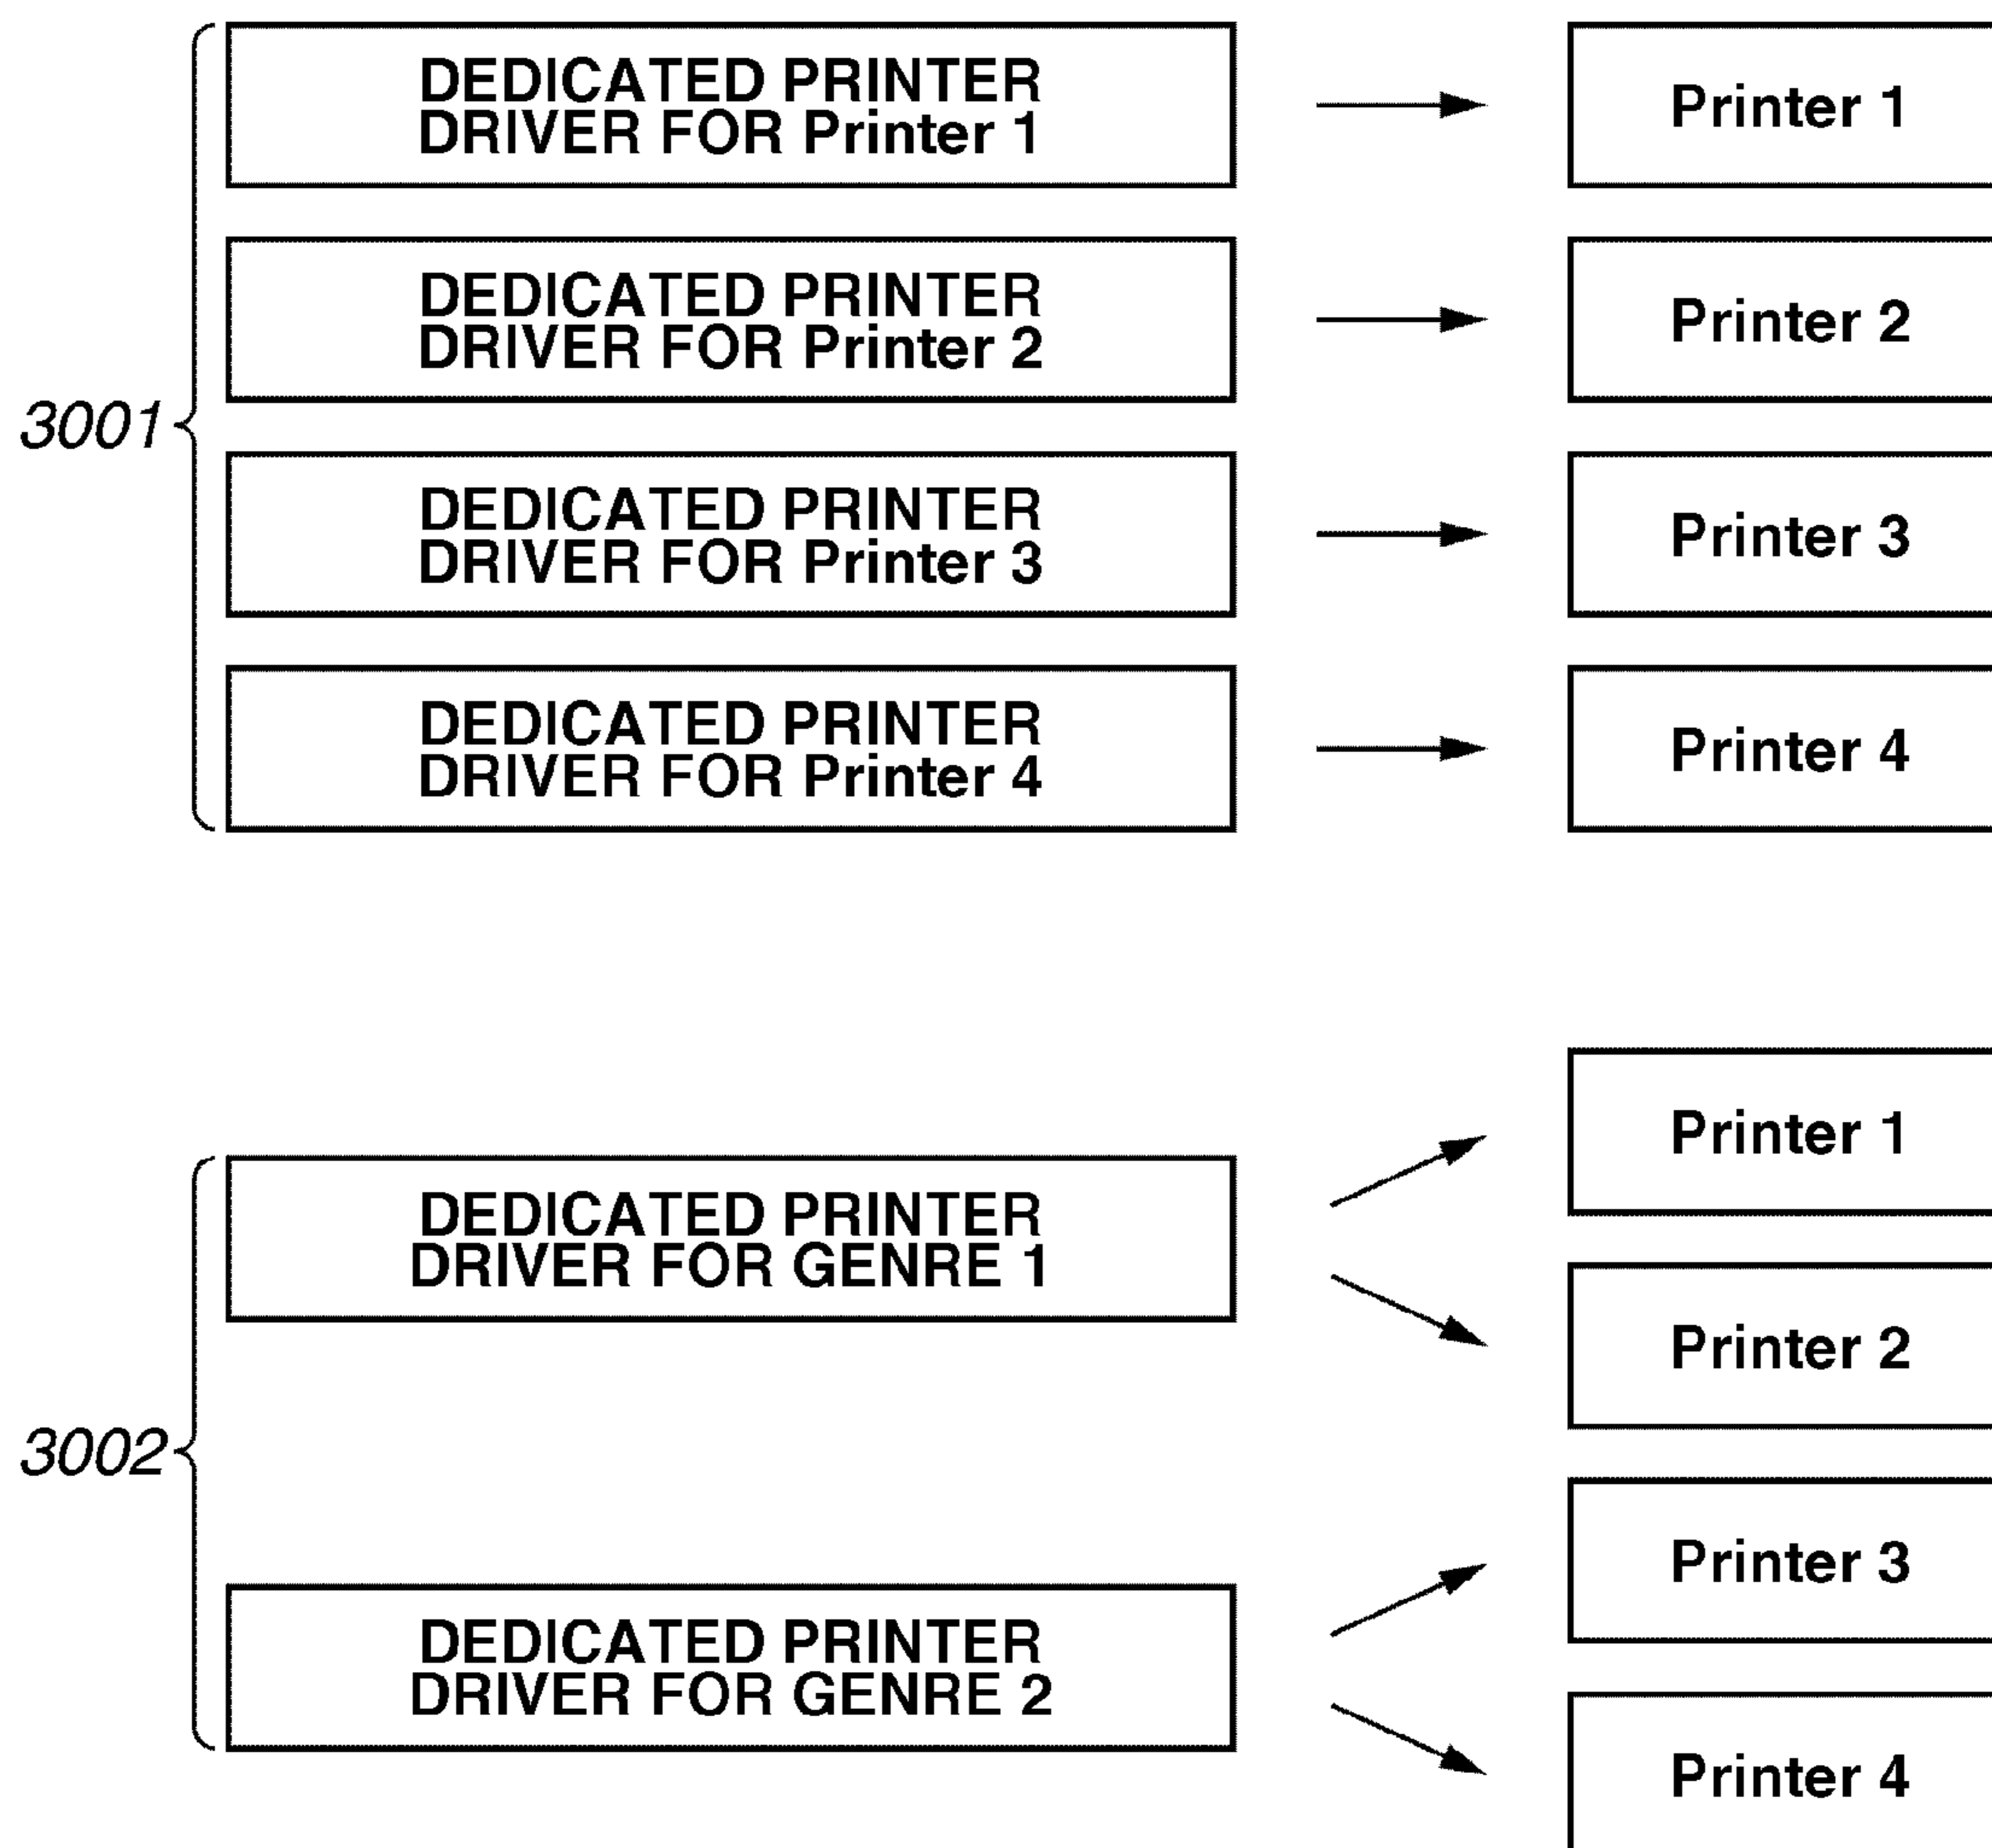 DEDICATED PRINTER
DRIVER FOR Printer 1
Printer 1
DEDICATED PRINTER
DRIVER FOR Printer 2
Printer 2
3001
DEDICATED PRINTER
DRIVER FOR Printer 3
Printer 3
DEDICATED PRINTER
DRIVER FOR Printer 4
Printer 4
Printer 1
DEDICATED PRINTER
DRIVER FOR GENRE 1
Printer 2
3002
Printer 3
DEDICATED PRINTER
DRIVER FOR GENRE 2
Printer 4